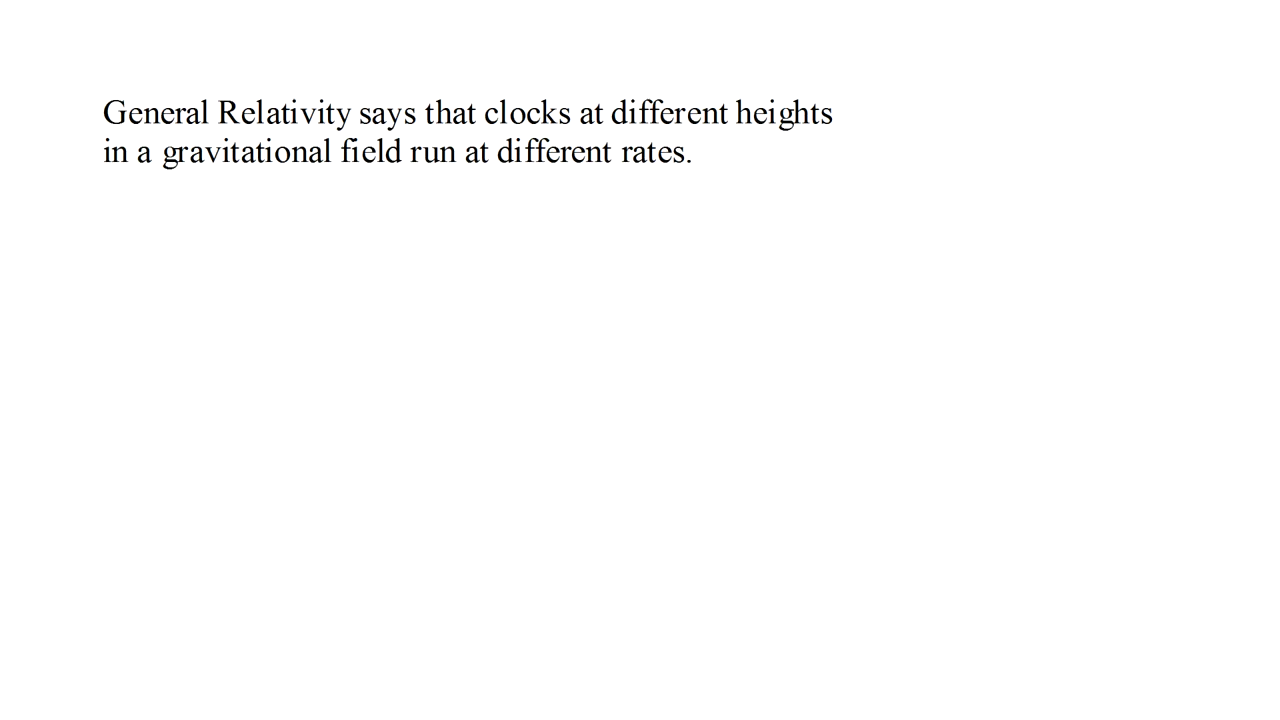 General Relativity says that clocks at different heights
in a gravitational field run at different rates.